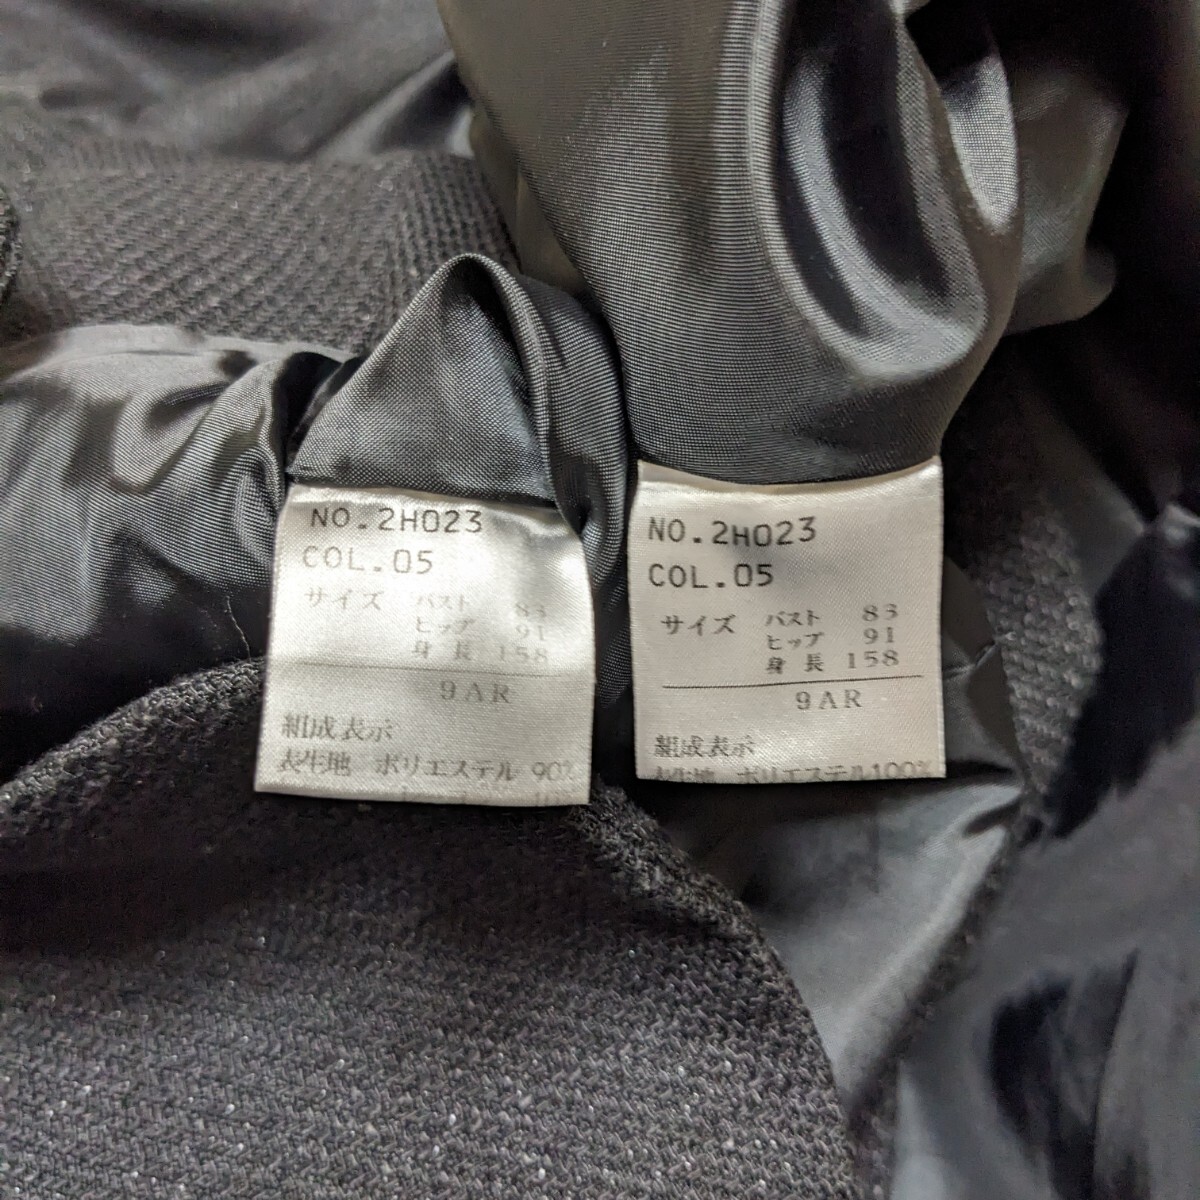 NO.2H023
COL.05
サイズ バスト 83
ヒップ 91
身長 158
9AR
組成表示
表生地 ポリエステル 90%
NO.2H023
COL.05
サイズ バスト 83
ヒップ 91
身長 158
9AR
組成表示
表生地 ポリエステル100%